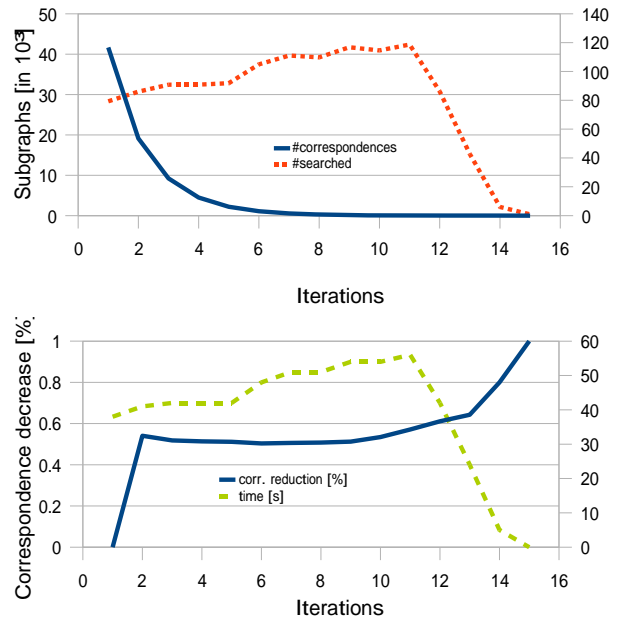 50
40
30
20
10
0
Subgraphs [in 10³]
140
120
100
80
60
40
20
0
#correspondences
#searched
0 2 4 6 8 10 12 14 16
Iterations
1
0.8
0.6
0.4
0.2
0
Correspondence decrease [%]
60
50
40
30
20
10
0
corr. reduction [%]
time [s]
0 2 4 6 8 10 12 14 16
Iterations